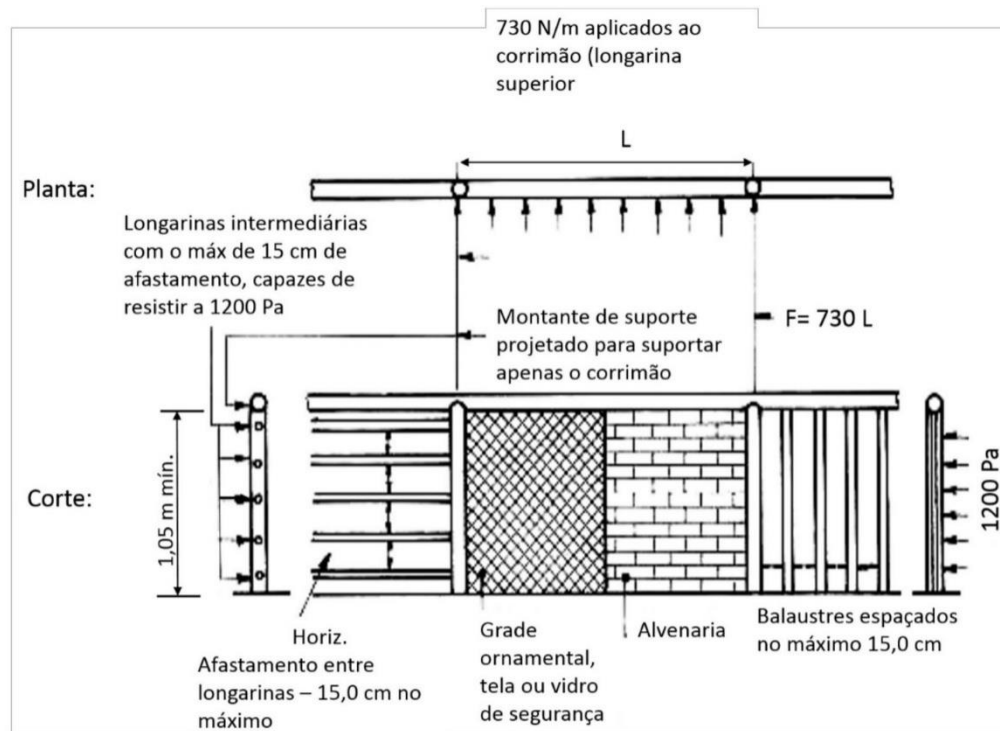 730 N/m aplicados ao
corrimão (longarina
superior
L
Planta:
Longarinas intermediárias
com o máx de 15 cm de
afastamento, capazes de
resistir a 1200 Pa
Montante de suporte
projetado para suportar
apenas o corrimão
F= 730 L
Corte:
1,05 m mín.
1200 Pa
Horiz.
Afastamento entre
longarinas – 15,0 cm no
máximo
Grade
ornamental,
tela ou vidro
de segurança
Alvenaria
Balaustres espaçados
no máximo 15,0 cm